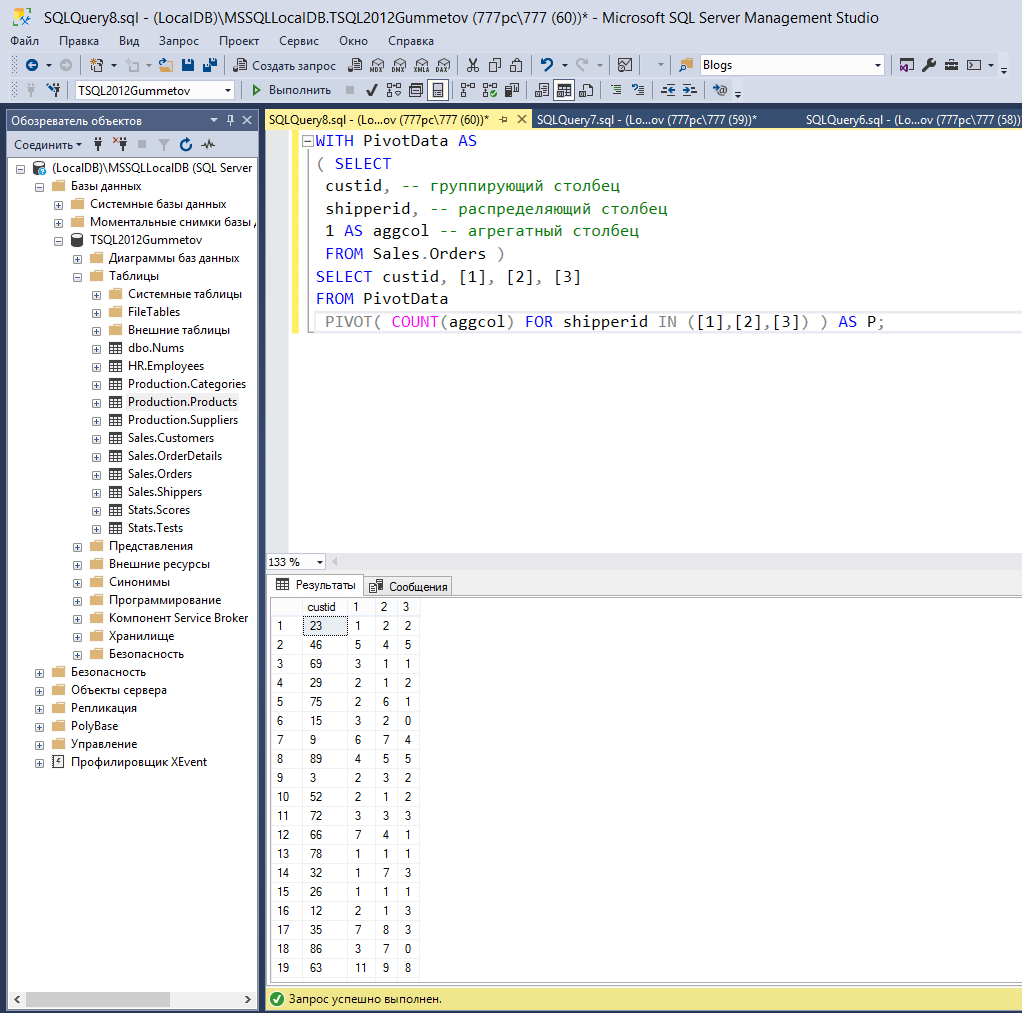 SQLQuery8.sql - (LocalDB)\MSSQLLocalDB.TSQL2012Gummetov (777pc\777 (60))* - Microsoft SQL Server Management Studio
Файл Правка Вид Запрос Проект Сервис Окно Справка
Создать запрос MDX DMX XMLA DAX Blogs
TSQL2012Gummetov Выполнить
Обозреватель объектов
Соединить
(LocalDB)\MSSQLLocalDB (SQL Server
Базы данных
Системные базы данных
Моментальные снимки базы
TSQL2012Gummetov
Диаграммы баз данных
Таблицы
Системные таблицы
FileTables
Внешние таблицы
dbo.Nums
HR.Employees
Production.Categories
Production.Products
Production.Suppliers
Sales.Customers
Sales.OrderDetails
Sales.Orders
Sales.Shippers
Stats.Scores
Stats.Tests
Представления
Внешние ресурсы
Синонимы
Программирование
Компонент Service Broker
Хранилище
Безопасность
Безопасность
Объекты сервера
Репликация
PolyBase
Управление
Профилировщик XEvent
SQLQuery8.sql - (Lo...ov (777pc\777 (60))* SQLQuery7.sql - (Lo...ov (777pc\777 (59))* SQLQuery6.sql - (Lo...ov (777pc\777 (58))
WITH PivotData AS
( SELECT
custid, -- группирующий столбец
shipperid, -- распределяющий столбец
1 AS aggcol -- агрегатный столбец
FROM Sales.Orders )
SELECT custid, [1], [2], [3]
FROM PivotData
PIVOT( COUNT(aggcol) FOR shipperid IN ([1],[2],[3]) ) AS P;
133 %
Результаты Сообщения
custid 1 2 3
1 23 1 2 2
2 46 5 4 5
3 69 3 1 1
4 29 2 1 2
5 75 2 6 1
6 15 3 2 0
7 9 6 7 4
8 89 4 5 5
9 3 2 3 2
10 52 2 1 2
11 72 3 3 3
12 66 7 4 1
13 78 1 1 1
14 32 1 7 3
15 26 1 1 1
16 12 2 1 3
17 35 7 8 3
18 86 3 7 0
19 63 11 9 8
Запрос успешно выполнен.